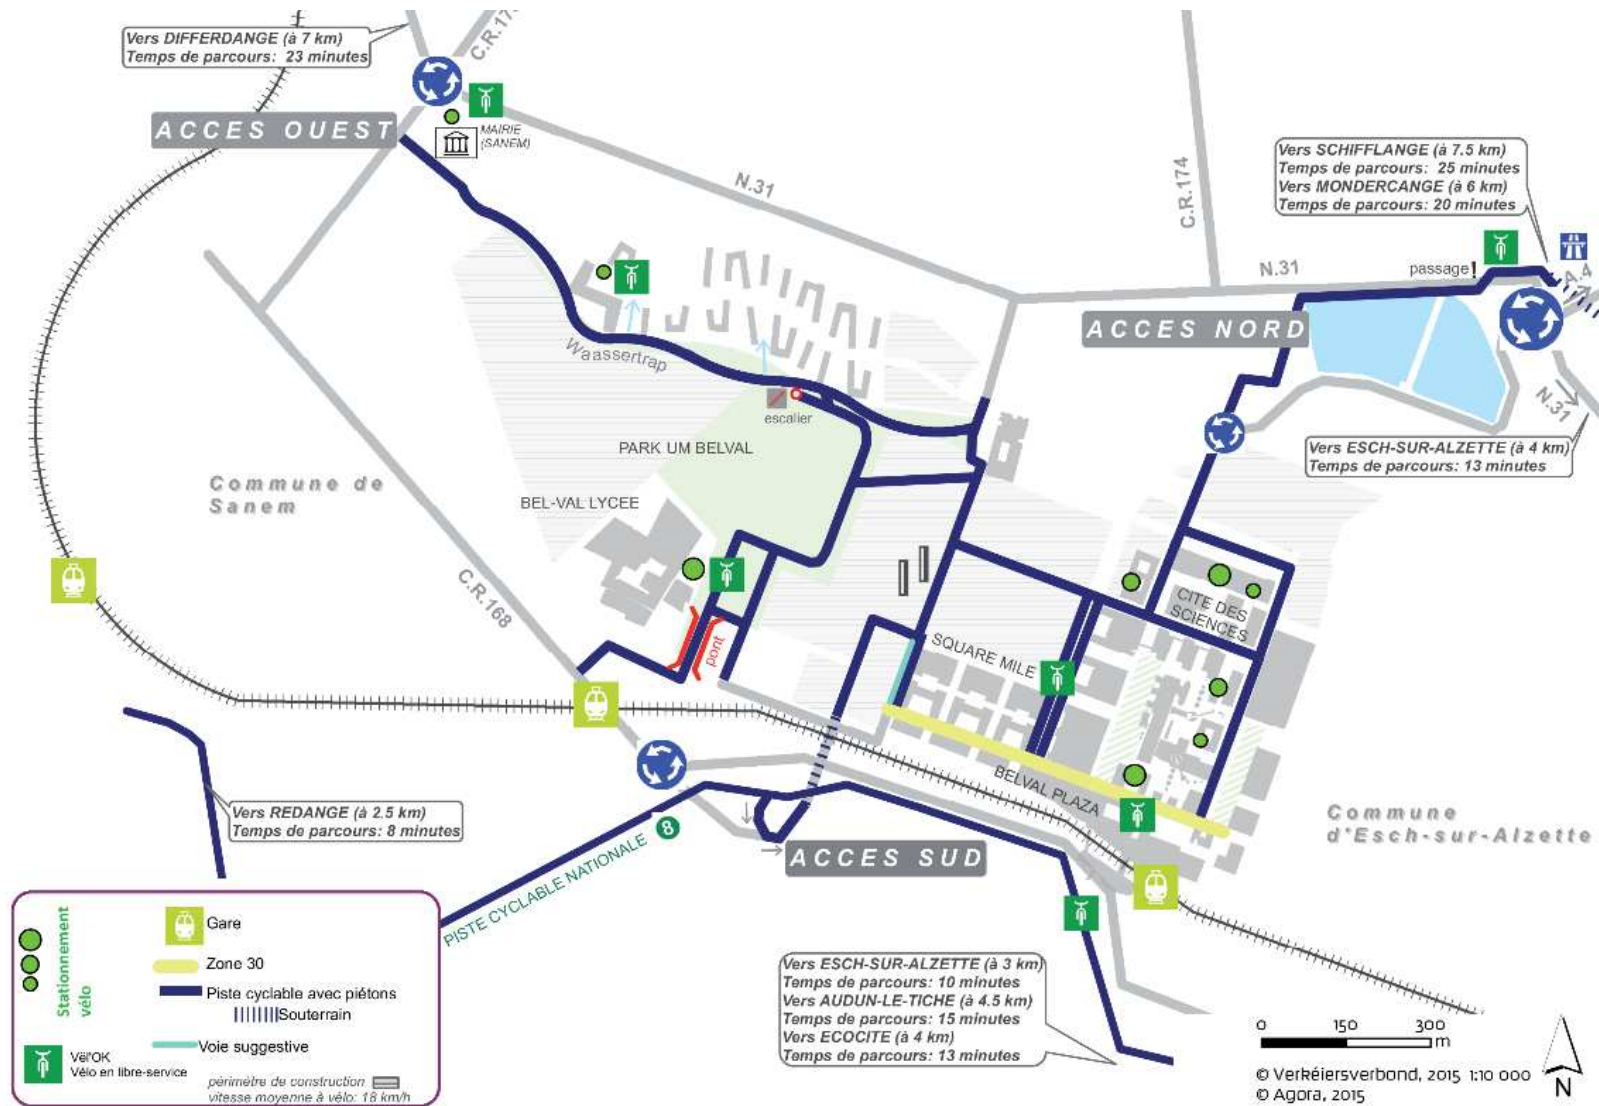 Vers DIFFERDANGE (à 7 km)
Temps de parcours: 23 minutes
C.R.17
ACCES OUEST
MAIRIE
(SANEM)
N.31
C.R.174
Vers SCHIFFLANGE (à 7.5 km)
Temps de parcours: 25 minutes
Vers MONDERCANGE (à 6 km)
Temps de parcours: 20 minutes
N.31
passage!
A.4
ACCES NORD
N.31
Waassertrap
escalier
Vers ESCH-SUR-ALZETTE (à 4 km)
Temps de parcours: 13 minutes
PARK UM BELVAL
Commune de
Sanem
BEL-VAL LYCEE
C.R.168
CITE DES
SCIENCES
pont
SQUARE MILE
BELVAL PLAZA
Vers REDANGE (à 2.5 km)
Temps de parcours: 8 minutes
Commune
d'Esch-sur-Alzette
PISTE CYCLABLE NATIONALE 8
ACCES SUD
Stationnement
vélo
Gare
Zone 30
Piste cyclable avec piétons
Souterrain
Voie suggestive
Vël'OK
Vélo en libre-service
périmètre de construction
vitesse moyenne à vélo: 18 km/h
Vers ESCH-SUR-ALZETTE (à 3 km)
Temps de parcours: 10 minutes
Vers AUDUN-LE-TICHE (à 4.5 km)
Temps de parcours: 15 minutes
Vers ECOCITE (à 4 km)
Temps de parcours: 13 minutes
0 150 300
m
© Verkéiersverbond, 2015 1:10 000
© Agora, 2015
N